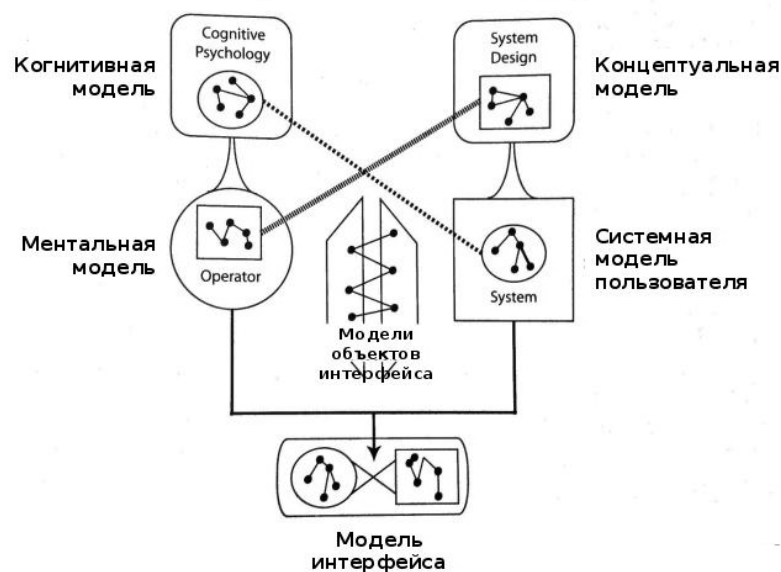 Cognitive
Psychology
System
Design
Когнитивная
модель
Концептуальная
модель
Ментальная
модель
Operator
Системная
модель
пользователя
System
Модели
объектов
интерфейса
Модель
интерфейса